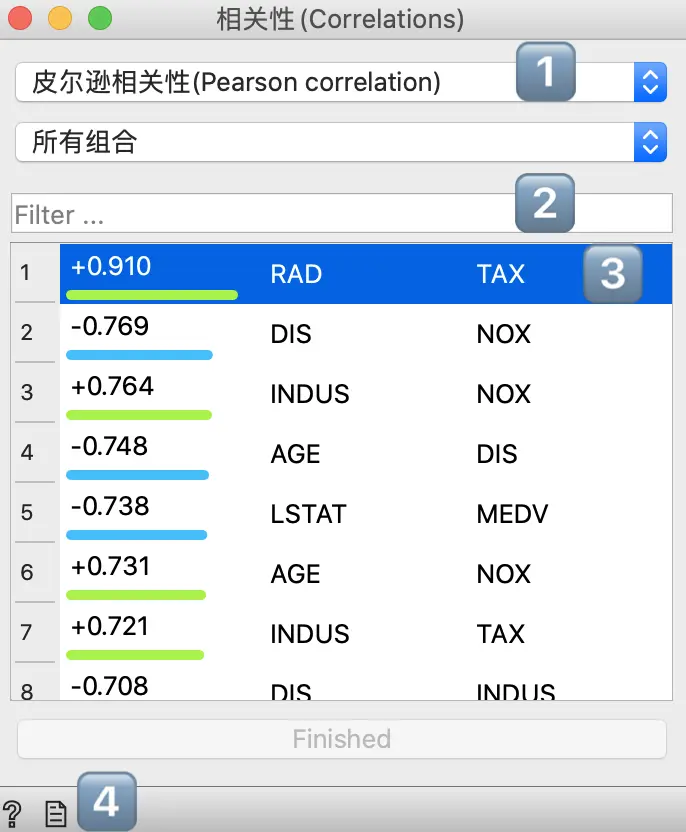 相关性 (Correlations)
皮尔逊相关性(Pearson correlation)
1
所有组合
Filter ...
2
1 +0.910 RAD TAX 3
2 -0.769 DIS NOX
3 +0.764 INDUS NOX
4 -0.748 AGE DIS
5 -0.738 LSTAT MEDV
6 +0.731 AGE NOX
7 +0.721 INDUS TAX
8 -0.708 DIS INDUS
Finished
? 4